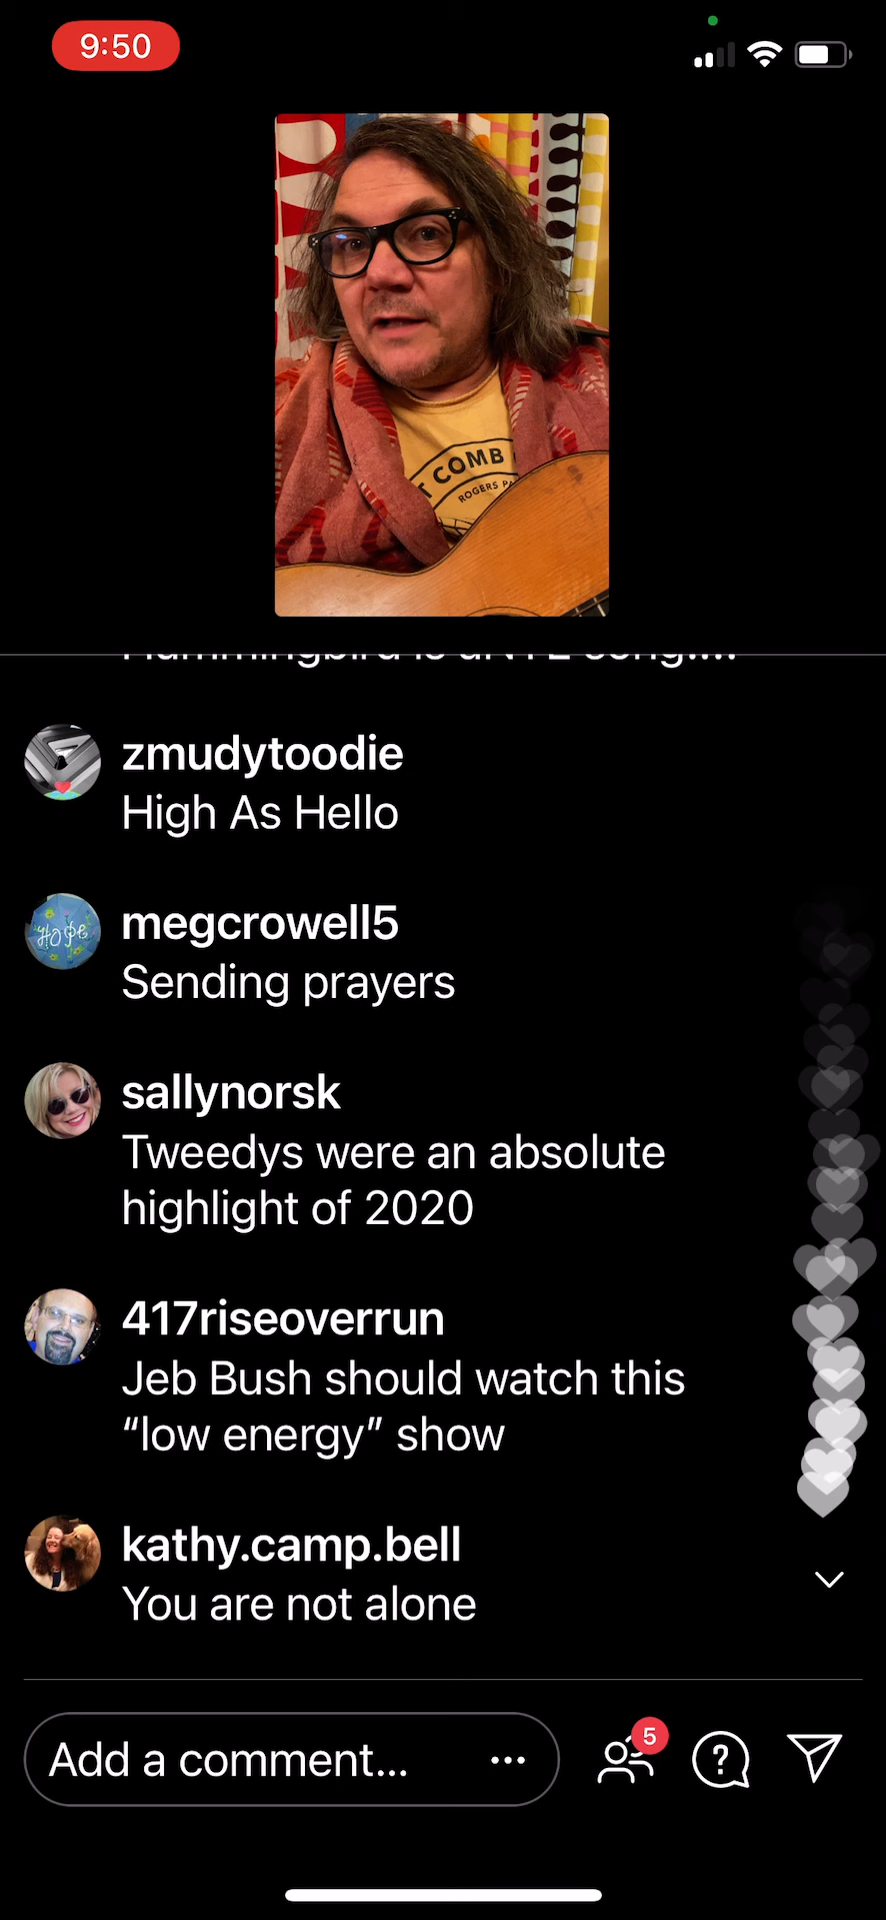 9:50
COMB
ROGERS
zmudytoodie
High As Hello
Hope
megcrowell5
Sending prayers
sallynorsk
Tweedys were an absolute
highlight of 2020
417riseoverrun
Jeb Bush should watch this
“low energy” show
kathy.camp.bell
You are not alone
Add a comment...
5